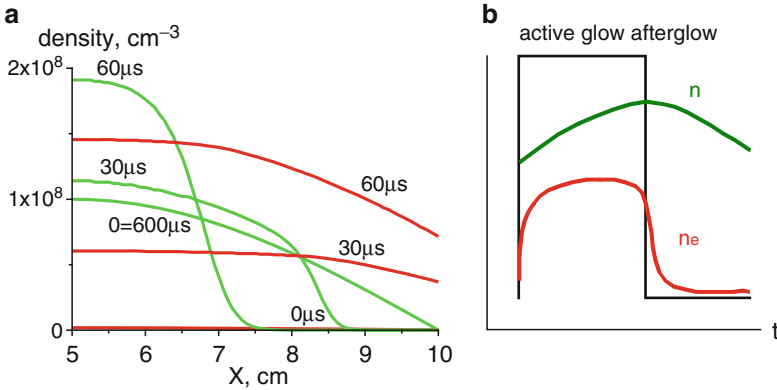 a
density, cm⁻³
2x10⁸
1x10⁸
0
60µs
30µs
0=600µs
60µs
30µs
0µs
5 6 7 8 9 10
X, cm
b
active glow afterglow
n
nₑ
t